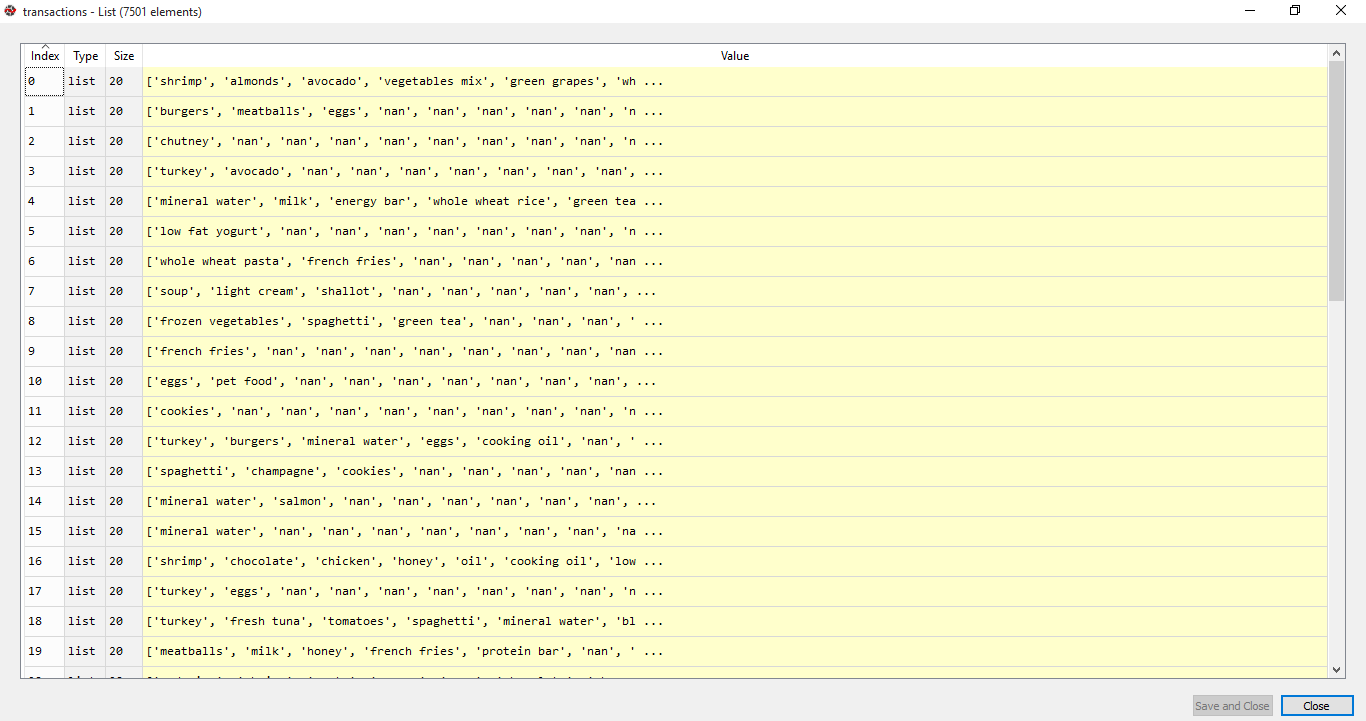 transactions - List (7501 elements)
Index Type Size Value
0 list 20 ['shrimp', 'almonds', 'avocado', 'vegetables mix', 'green grapes', 'wh ...
1 list 20 ['burgers', 'meatballs', 'eggs', 'nan', 'nan', 'nan', 'nan', 'nan', 'n ...
2 list 20 ['chutney', 'nan', 'nan', 'nan', 'nan', 'nan', 'nan', 'nan', 'nan', 'n ...
3 list 20 ['turkey', 'avocado', 'nan', 'nan', 'nan', 'nan', 'nan', 'nan', 'nan', ...
4 list 20 ['mineral water', 'milk', 'energy bar', 'whole wheat rice', 'green tea ...
5 list 20 ['low fat yogurt', 'nan', 'nan', 'nan', 'nan', 'nan', 'nan', 'nan', 'n ...
6 list 20 ['whole wheat pasta', 'french fries', 'nan', 'nan', 'nan', 'nan', 'nan ...
7 list 20 ['soup', 'light cream', 'shallot', 'nan', 'nan', 'nan', 'nan', 'nan', ...
8 list 20 ['frozen vegetables', 'spaghetti', 'green tea', 'nan', 'nan', 'nan', ' ...
9 list 20 ['french fries', 'nan', 'nan', 'nan', 'nan', 'nan', 'nan', 'nan', 'nan ...
10 list 20 ['eggs', 'pet food', 'nan', 'nan', 'nan', 'nan', 'nan', 'nan', 'nan', ...
11 list 20 ['cookies', 'nan', 'nan', 'nan', 'nan', 'nan', 'nan', 'nan', 'nan', 'n ...
12 list 20 ['turkey', 'burgers', 'mineral water', 'eggs', 'cooking oil', 'nan', ' ...
13 list 20 ['spaghetti', 'champagne', 'cookies', 'nan', 'nan', 'nan', 'nan', 'nan ...
14 list 20 ['mineral water', 'salmon', 'nan', 'nan', 'nan', 'nan', 'nan', 'nan', ...
15 list 20 ['mineral water', 'nan', 'nan', 'nan', 'nan', 'nan', 'nan', 'nan', 'na ...
16 list 20 ['shrimp', 'chocolate', 'chicken', 'honey', 'oil', 'cooking oil', 'low ...
17 list 20 ['turkey', 'eggs', 'nan', 'nan', 'nan', 'nan', 'nan', 'nan', 'nan', 'n ...
18 list 20 ['turkey', 'fresh tuna', 'tomatoes', 'spaghetti', 'mineral water', 'bl ...
19 list 20 ['meatballs', 'milk', 'honey', 'french fries', 'protein bar', 'nan', ' ...
Save and Close Close